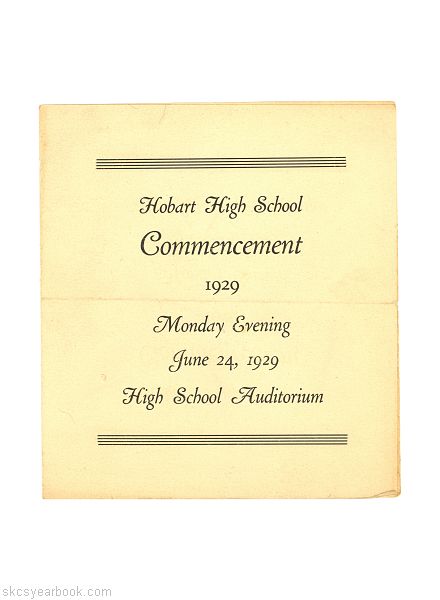 Hobart High School
Commencement
1929
Monday Evening
June 24, 1929
High School Auditorium
skcsyearbook.com